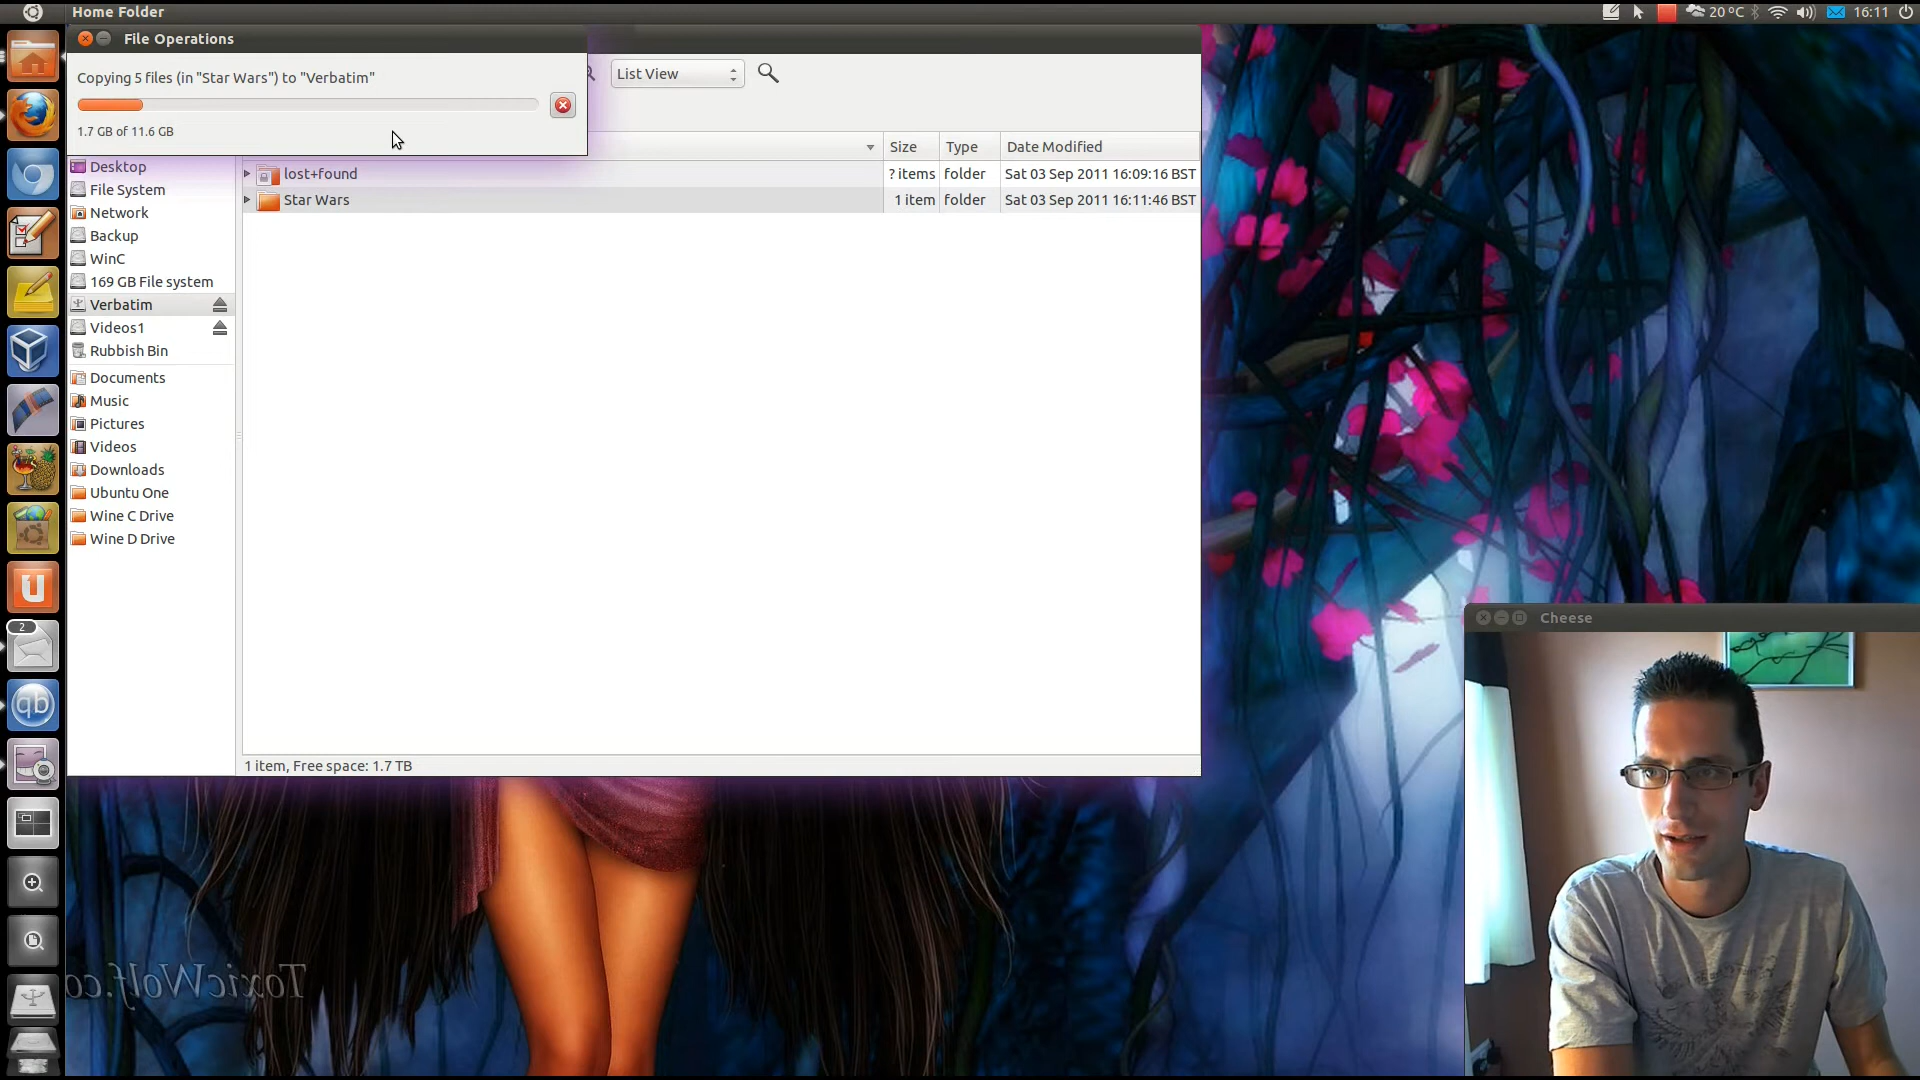 Home Folder
20 °C
16:11
File Operations
Copying 5 files (in "Star Wars") to "Verbatim"
1.7 GB of 11.6 GB
List View
Size
Type
Date Modified
lost+found
? items
folder
Sat 03 Sep 2011 16:09:16 BST
Star Wars
1 item
folder
Sat 03 Sep 2011 16:11:46 BST
Desktop
File System
Network
Backup
WinC
169 GB File system
Verbatim
Videos1
Rubbish Bin
Documents
Music
Pictures
Videos
Downloads
Ubuntu One
Wine C Drive
Wine D Drive
2
qb
1 item, Free space: 1.7 TB
Cheese
ToxicWolf.co